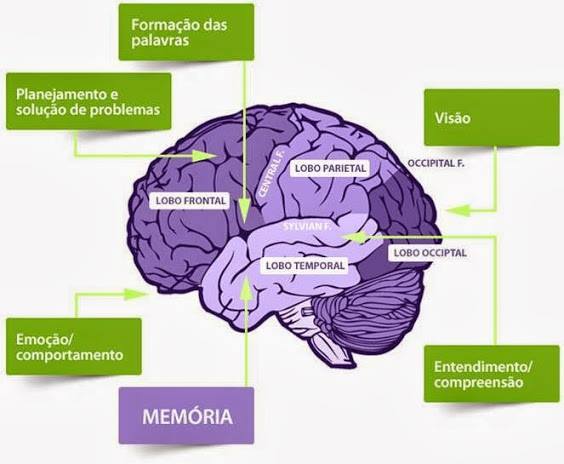 Formação das
palavras
Planejamento e
solução de problemas
Visão
CENTRAL F.
LOBO PARIETAL
OCCIPITAL F.
LOBO FRONTAL
SYLVIAN F.
LOBO OCCIPTAL
LOBO TEMPORAL
Emoção/
comportamento
Entendimento/
compreensão
MEMÓRIA